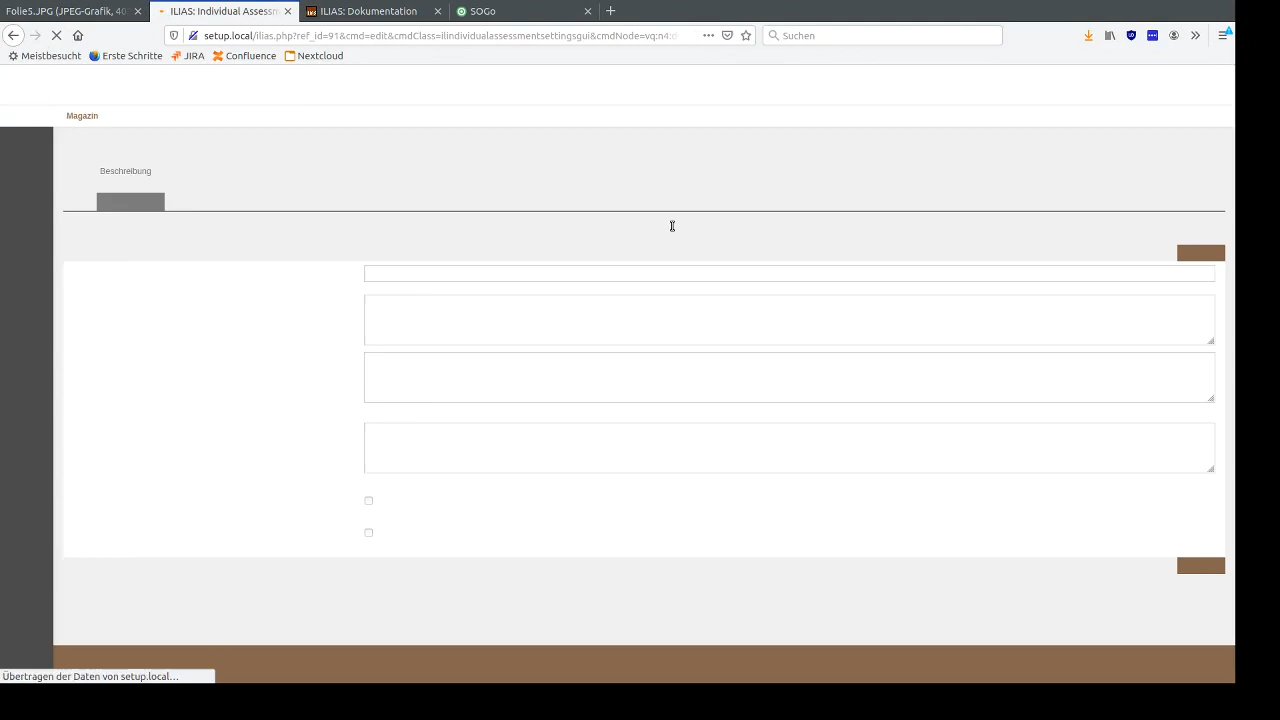 Folie5.JPG (JPEG-Grafik, 40
ILIAS: Individual Assessm
ILIAS: Dokumentation
SOGo
setup.local/ilias.php?ref_id=91&cmd=edit&cmdClass=ilindividualassessmentsettingsgui&cmdNode=vq:n4:
Suchen
Meistbesucht
Erste Schritte
JIRA
Confluence
Nextcloud
Magazin
Beschreibung
Übertragen der Daten von setup.local...